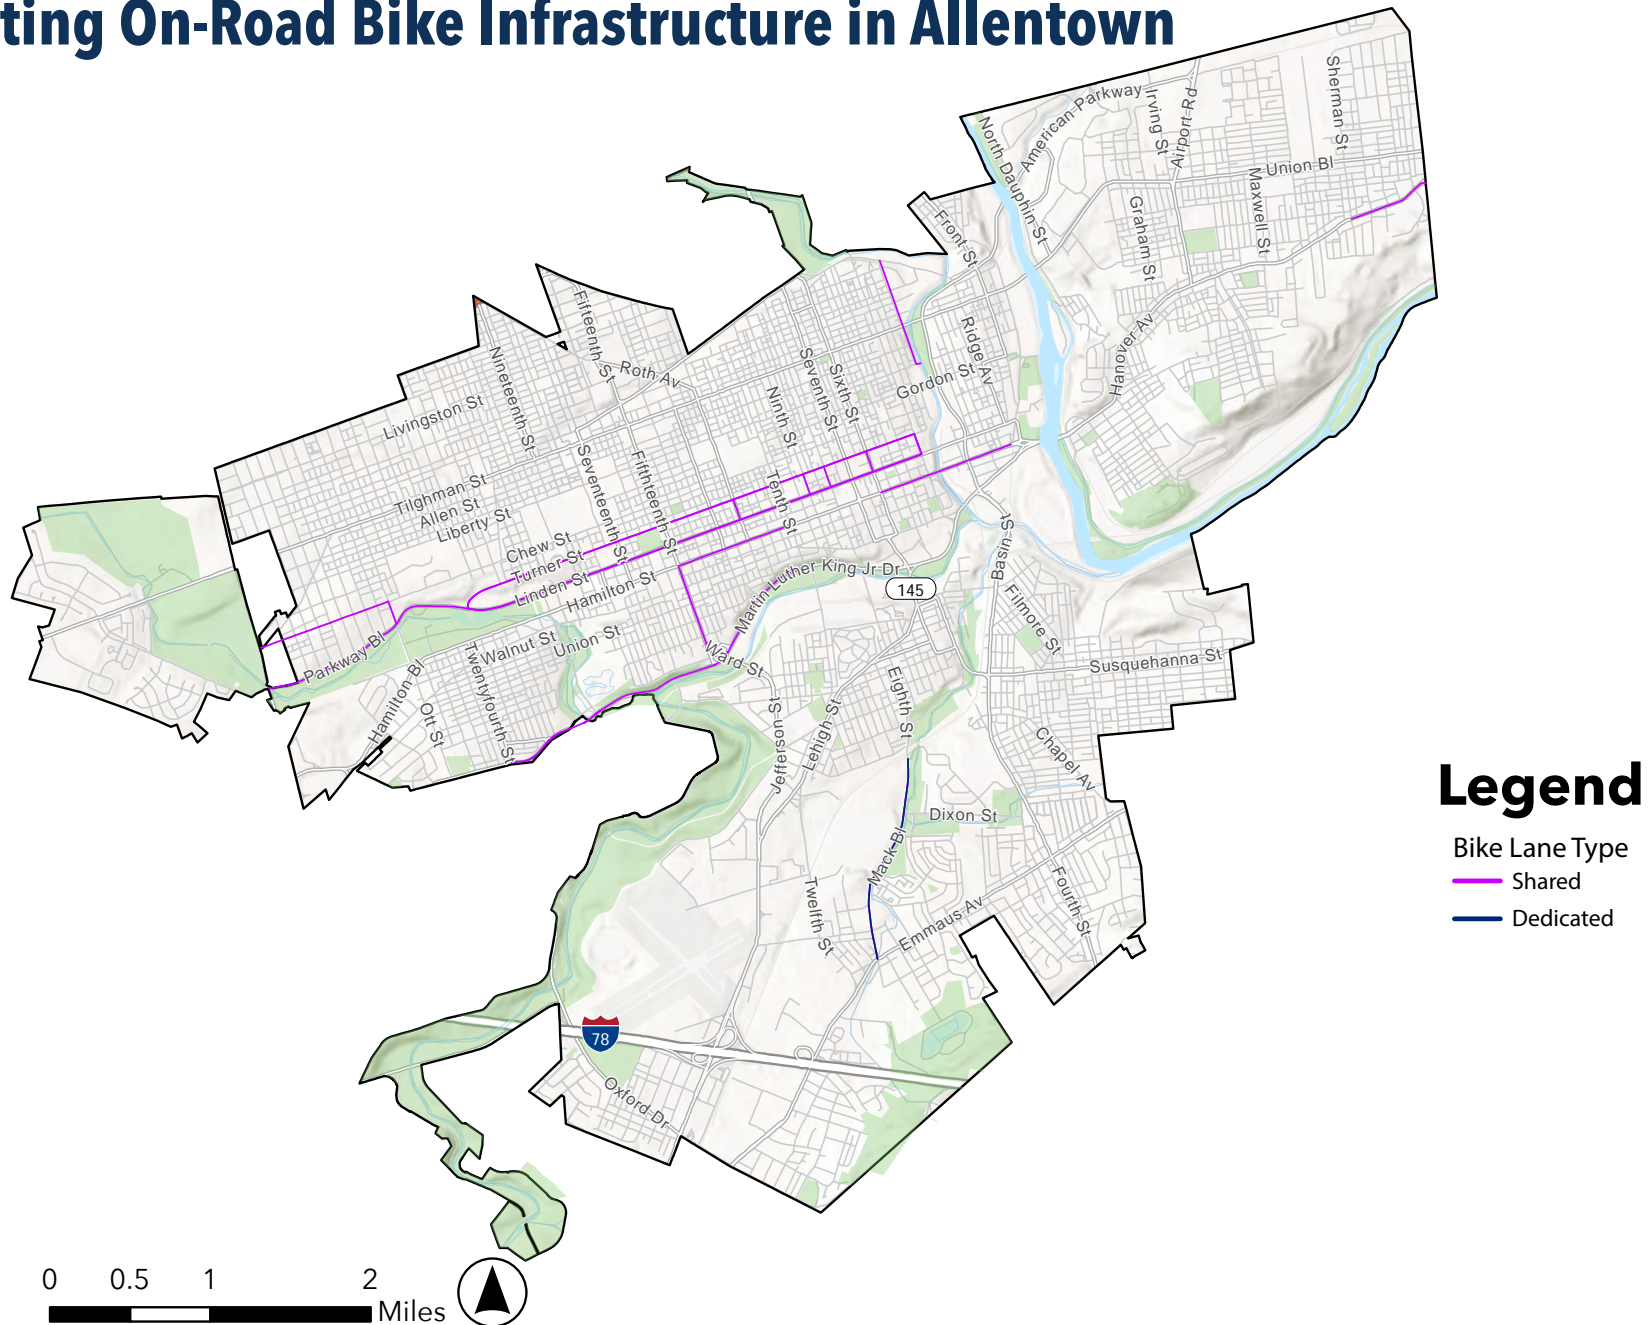 ting On-Road Bike Infrastructure in Allentown
Sherman St
American Parkway
Irving St
Airport Rd
North Dauphin St
Union Bl
Maxwell St
Graham St
Front St
Fifteenth St
Ridge Av
Hanover Av
Nineteenth St
Roth Av
Seventh St
Sixth St
Gordon St
Ninth St
Livingston St
Seventeenth St
Fifthteenth St
Tenth St
Tilghman St
Allen St
Liberty St
Chew St
Turner St
Linden St
Hamilton St
Basin St
Martin Luther King Jr Dr
145
Filmore St
Parkway Bl
Walnut St
Union St
Ward St
Susquehanna St
Hamilton Bl
Twentyfourth St
Ott St
Jefferson St
Lehigh St
Eighth St
Chapel Av
Dixon St
Mack Bl
Twelfth St
Emmaus Av
Fourth St
78
Oxford Dr
Legend
Bike Lane Type
Shared
Dedicated
0 0.5 1 2
Miles